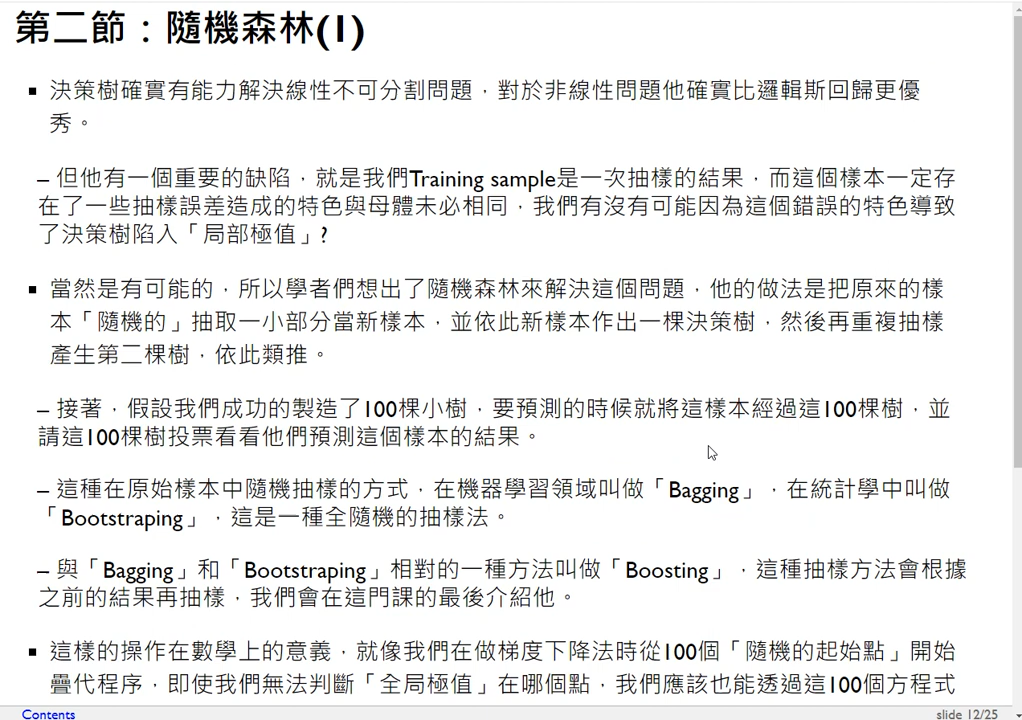 第二節：隨機森林(1)
決策樹確實有能力解決線性不可分割問題，對於非線性問題他確實比邏輯斯回歸更優
秀。
– 但他有一個重要的缺陷，就是我們Training sample是一次抽樣的結果，而這個樣本一定存
在了一些抽樣誤差造成的特色與母體未必相同，我們有沒有可能因為這個錯誤的特色導致
了決策樹陷入「局部極值」?
當然是有可能的，所以學者們想出了隨機森林來解決這個問題，他的做法是把原來的樣
本「隨機的」抽取一小部分當新樣本，並依此新樣本作出一棵決策樹，然後再重複抽樣
產生第二棵樹，依此類推。
– 接著，假設我們成功的製造了100棵小樹，要預測的時候就將這樣本經過這100棵樹，並
請這100棵樹投票看看他們預測這個樣本的結果。
– 這種在原始樣本中隨機抽樣的方式，在機器學習領域叫做「Bagging」，在統計學中叫做
「Bootstraping」，這是一種全隨機的抽樣法。
– 與「Bagging」和「Bootstraping」相對的一種方法叫做「Boosting」，這種抽樣方法會根據
之前的結果再抽樣，我們會在這門課的最後介紹他。
這樣的操作在數學上的意義，就像我們在做梯度下降法時從100個「隨機的起始點」開始
疊代程序，即使我們無法判斷「全局極值」在哪個點，我們應該也能透過這100個方程式
Contents
slide 12/25